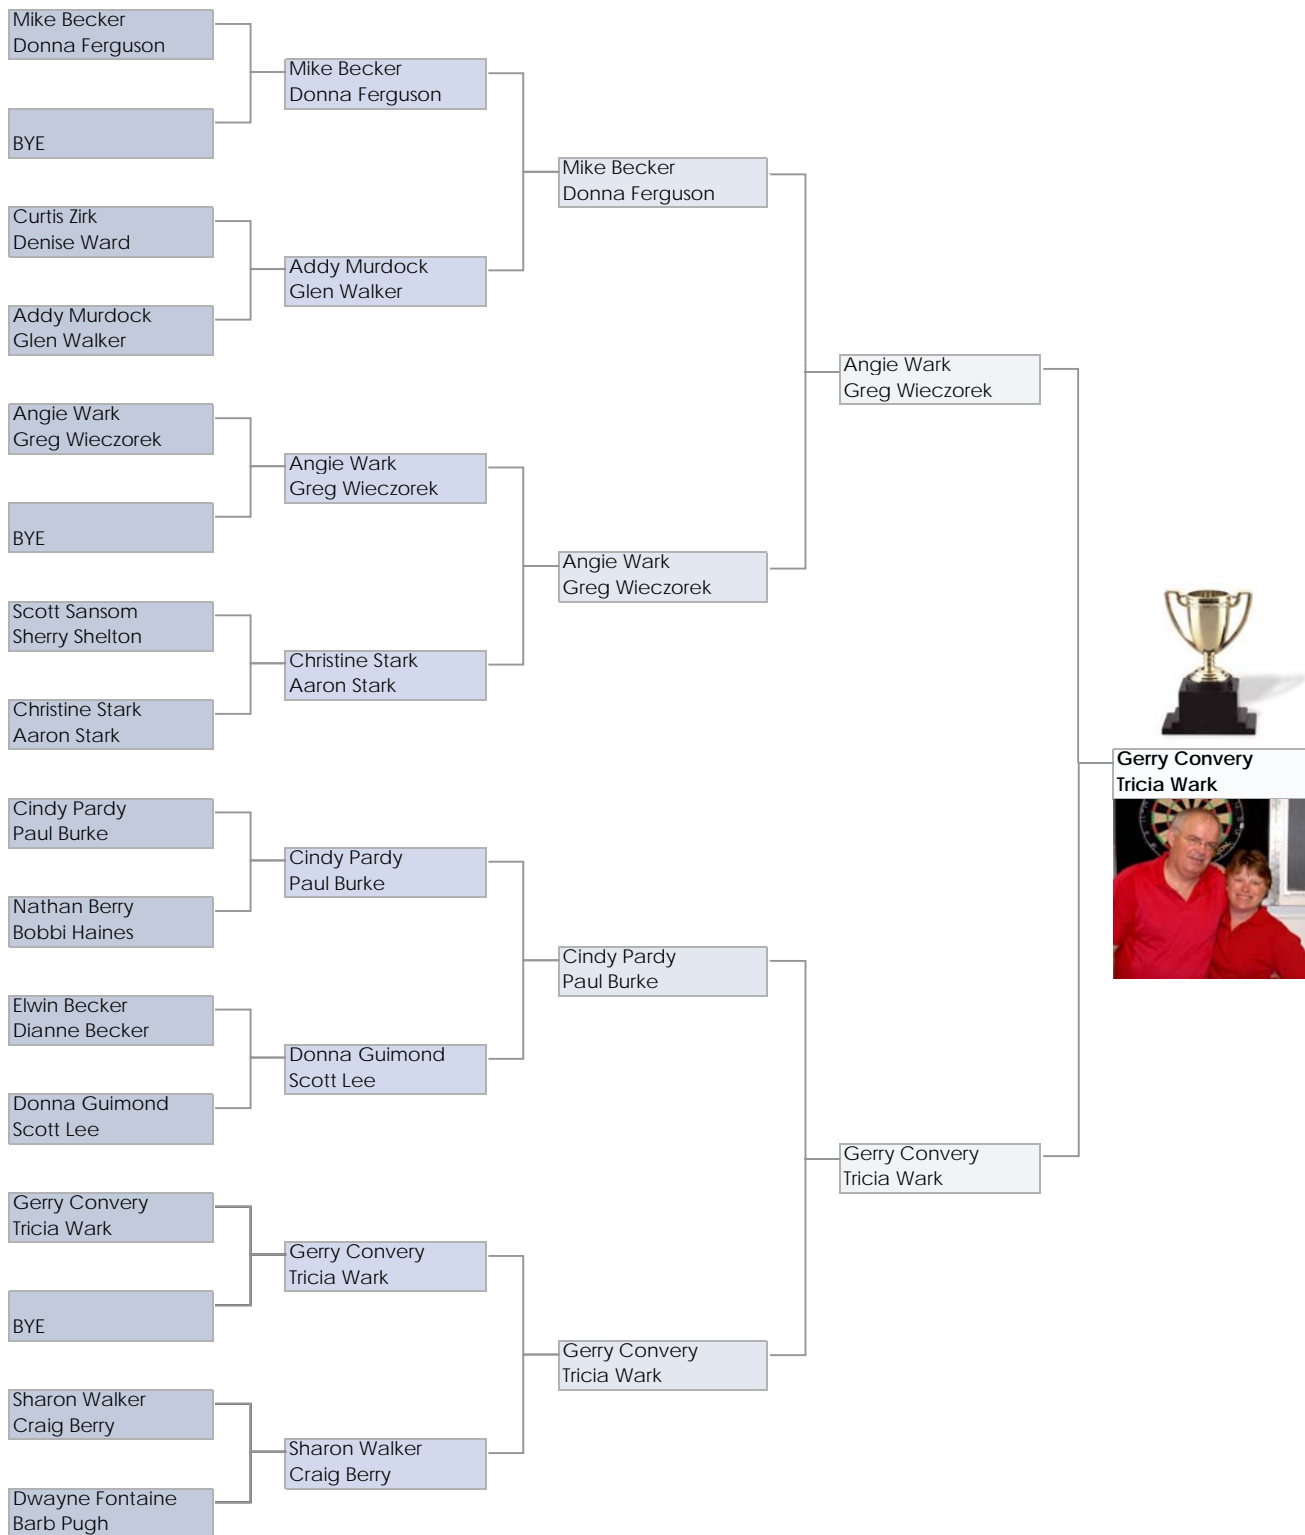 Mike Becker
Donna Ferguson
BYE
Curtis Zirk
Denise Ward
Addy Murdock
Glen Walker
Angie Wark
Greg Wieczorek
BYE
Scott Sansom
Sherry Shelton
Christine Stark
Aaron Stark
Cindy Pardy
Paul Burke
Nathan Berry
Bobbi Haines
Elwin Becker
Dianne Becker
Donna Guimond
Scott Lee
Gerry Convery
Tricia Wark
BYE
Sharon Walker
Craig Berry
Dwayne Fontaine
Barb Pugh
Mike Becker
Donna Ferguson
Addy Murdock
Glen Walker
Angie Wark
Greg Wieczorek
Christine Stark
Aaron Stark
Cindy Pardy
Paul Burke
Donna Guimond
Scott Lee
Gerry Convery
Tricia Wark
Sharon Walker
Craig Berry
Mike Becker
Donna Ferguson
Angie Wark
Greg Wieczorek
Cindy Pardy
Paul Burke
Gerry Convery
Tricia Wark
Angie Wark
Greg Wieczorek
Gerry Convery
Tricia Wark
Gerry Convery
Tricia Wark